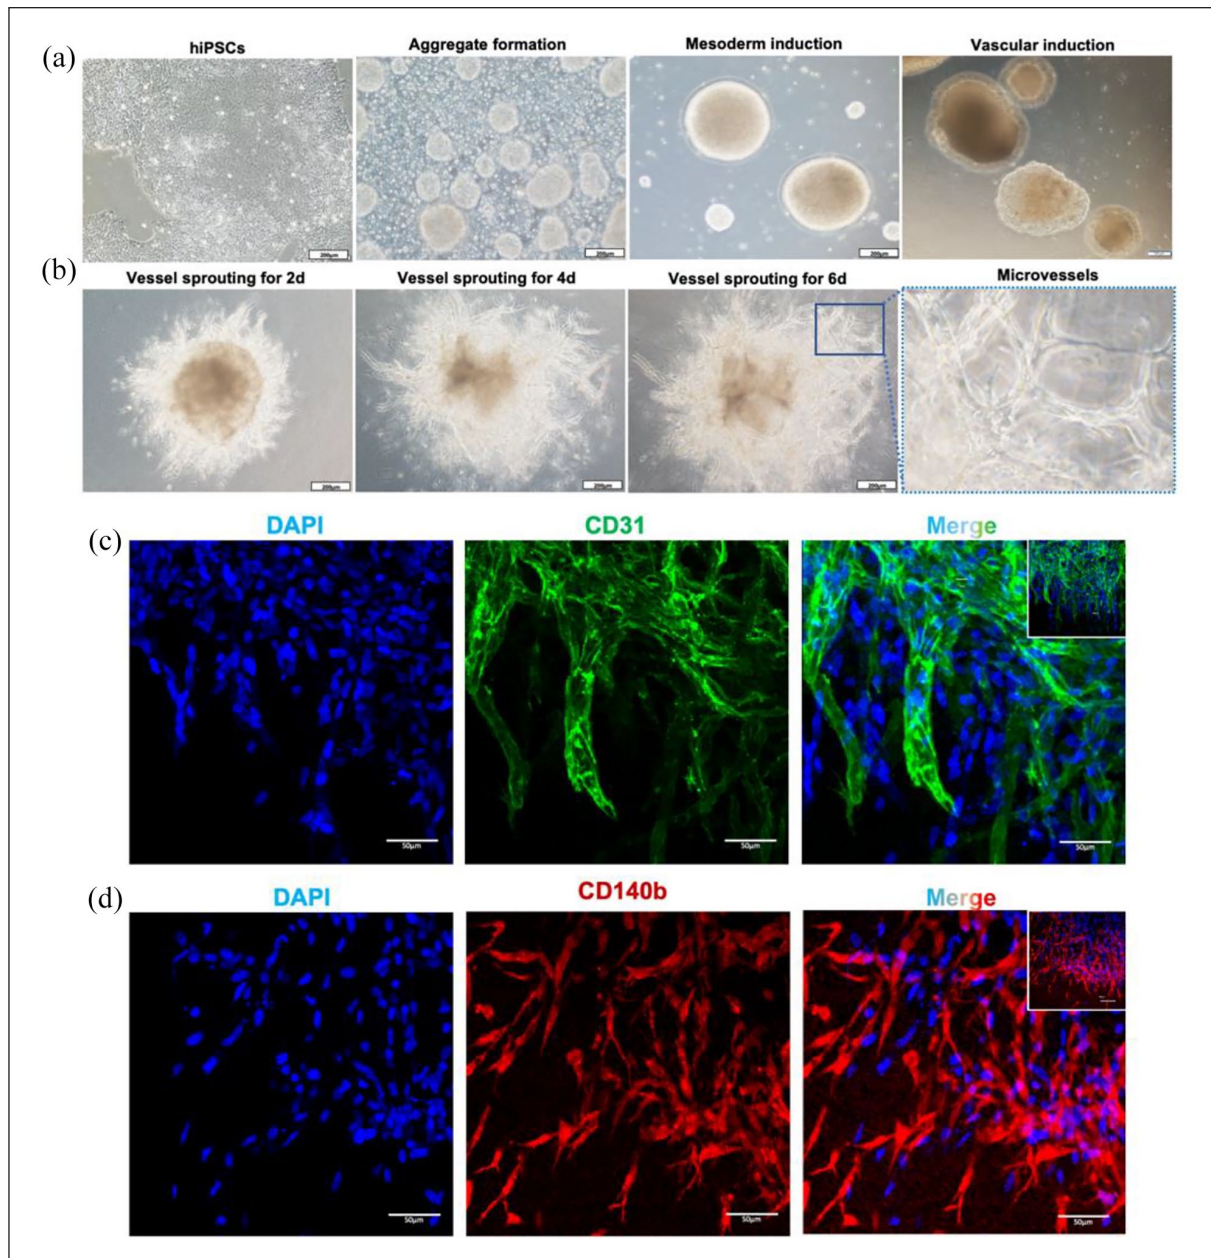 (a)
hiPSCs
Aggregate formation
Mesoderm induction
Vascular induction
200µm
200µm
200µm
(b)
Vessel sprouting for 2d
Vessel sprouting for 4d
Vessel sprouting for 6d
Microvessels
200µm
200µm
200µm
(c)
DAPI
CD31
Merge
50µm
50µm
50µm
(d)
DAPI
CD140b
Merge
50µm
50µm
50µm